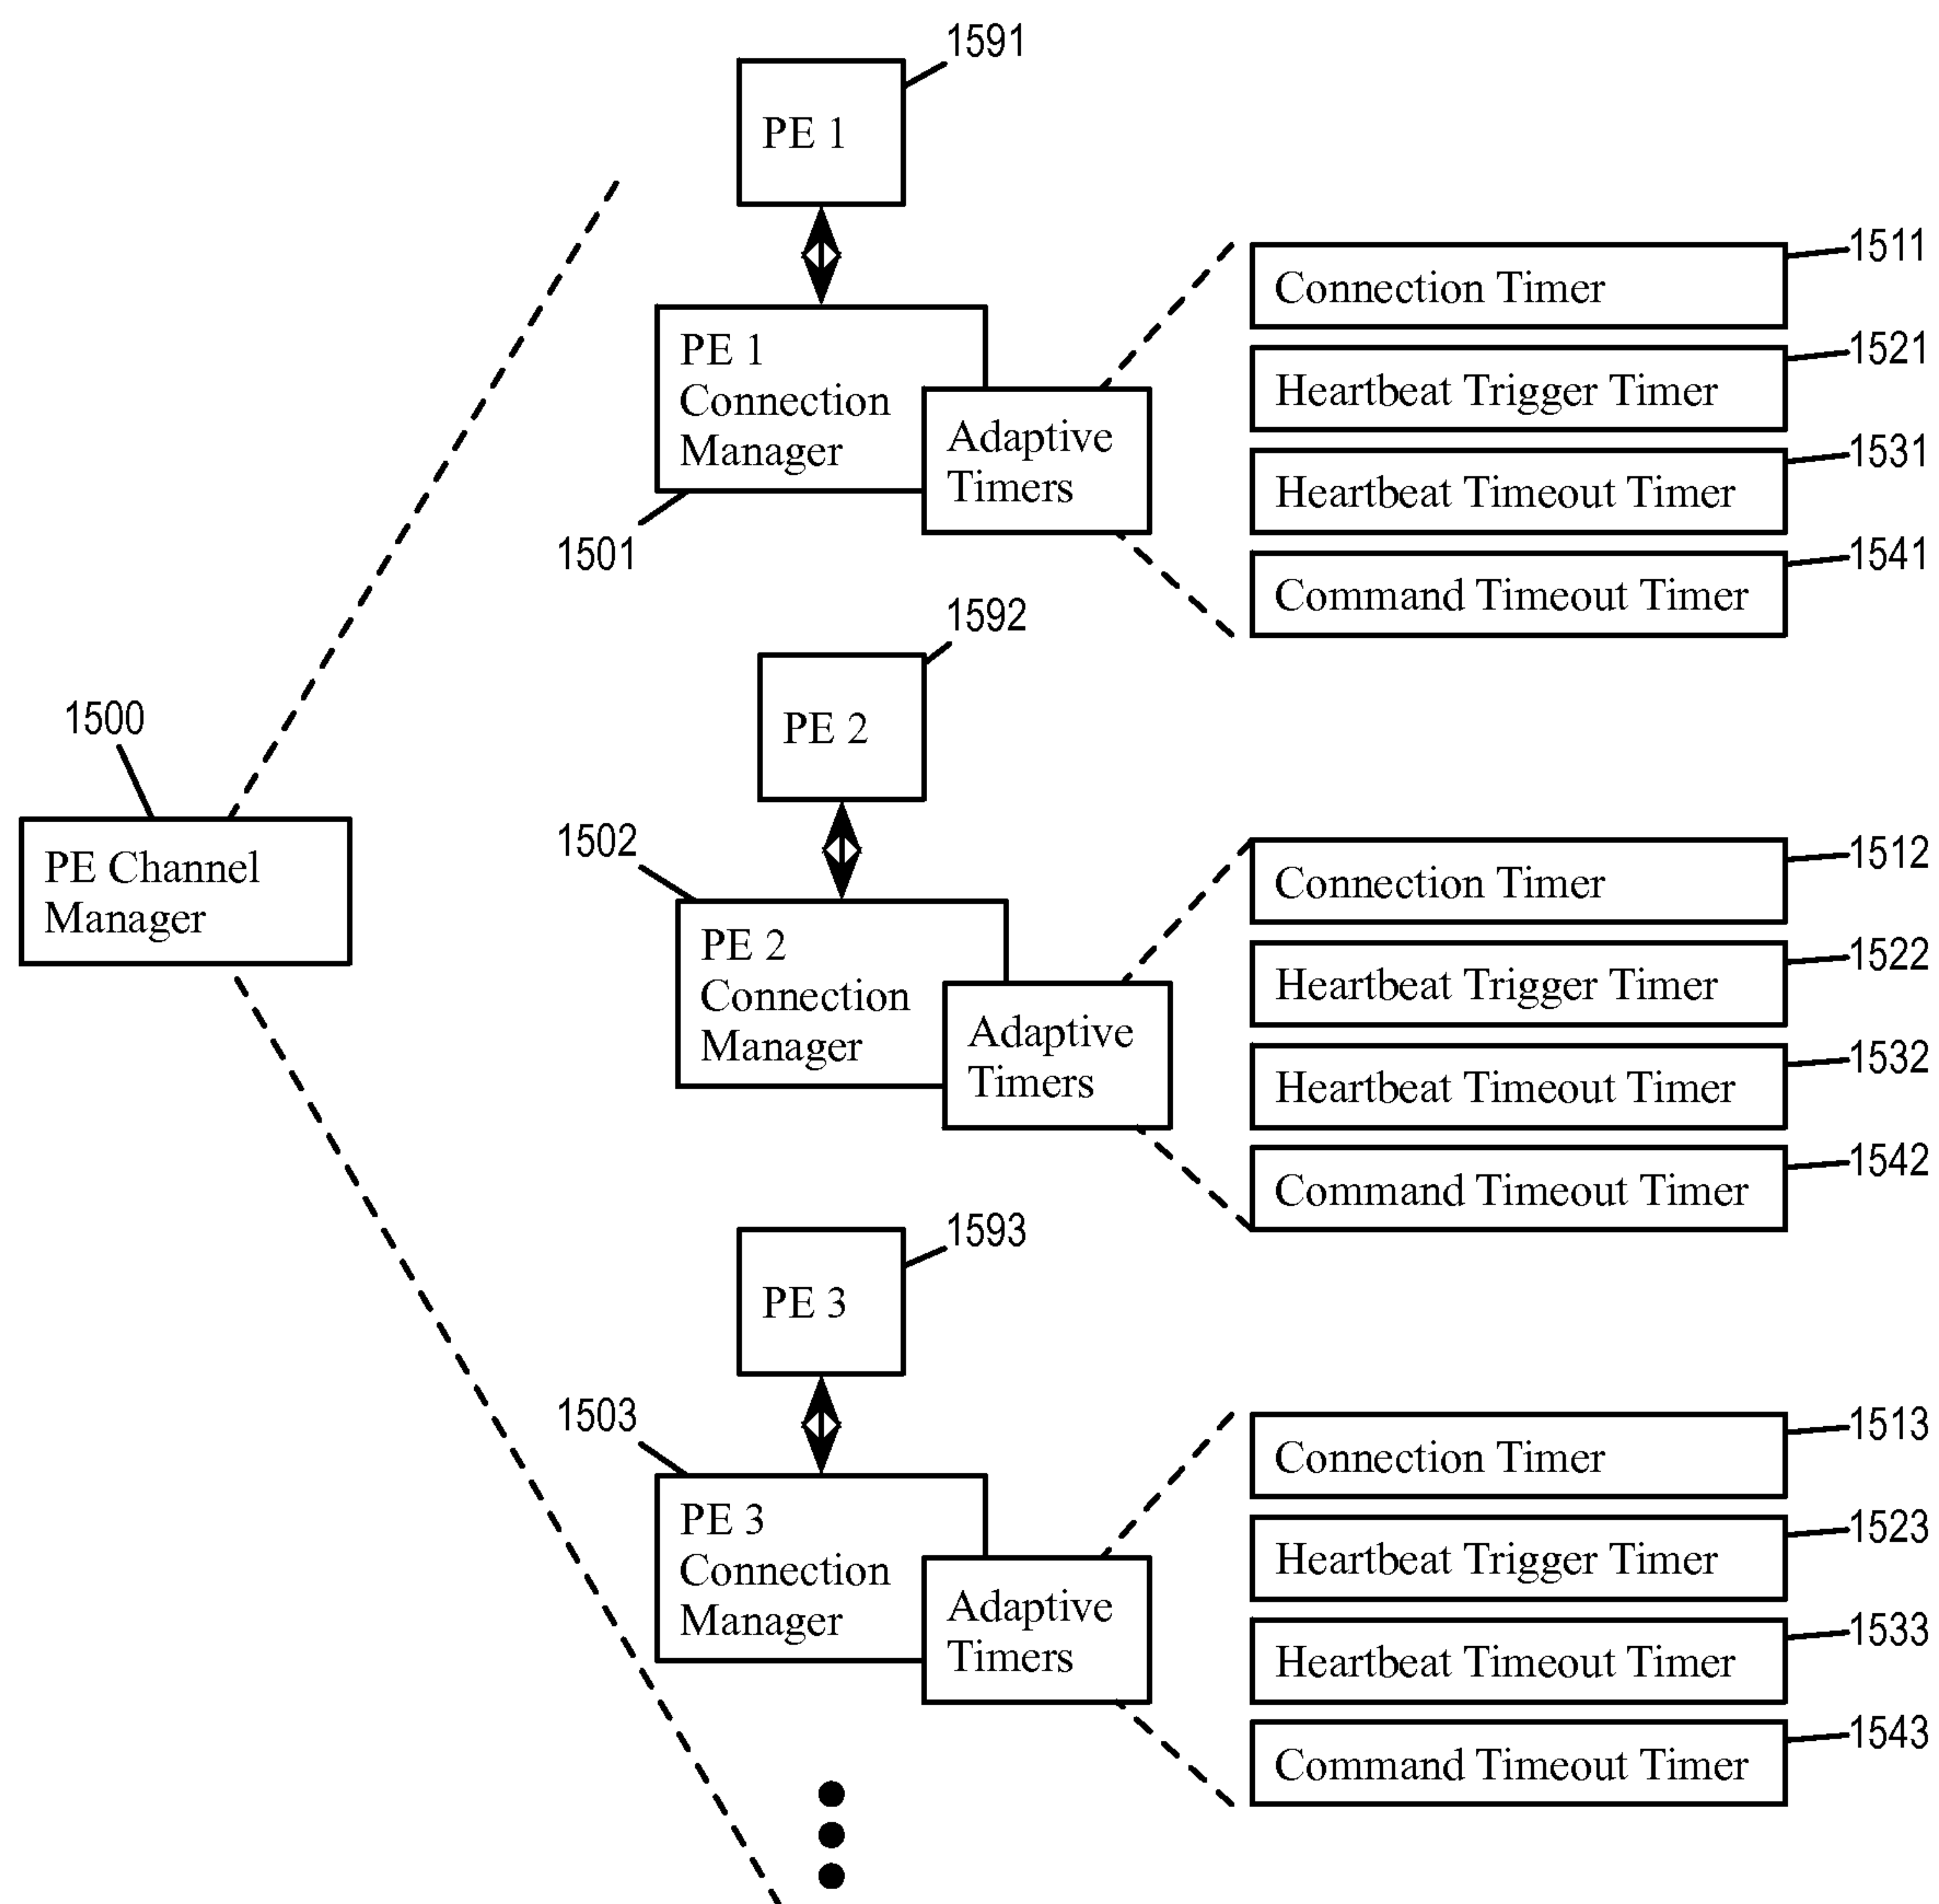 1591
PE 1
1511
Connection Timer
1521
PE 1
Connection
Manager
Heartbeat Trigger Timer
Adaptive
Timers
1531
Heartbeat Timeout Timer
1501
1541
Command Timeout Timer
1592
PE 2
1500
PE Channel
Manager
1502
1512
Connection Timer
PE 2
Connection
Manager
1522
Heartbeat Trigger Timer
Adaptive
Timers
1532
Heartbeat Timeout Timer
1542
Command Timeout Timer
1593
PE 3
1503
1513
Connection Timer
PE 3
Connection
Manager
1523
Heartbeat Trigger Timer
Adaptive
Timers
1533
Heartbeat Timeout Timer
1543
Command Timeout Timer